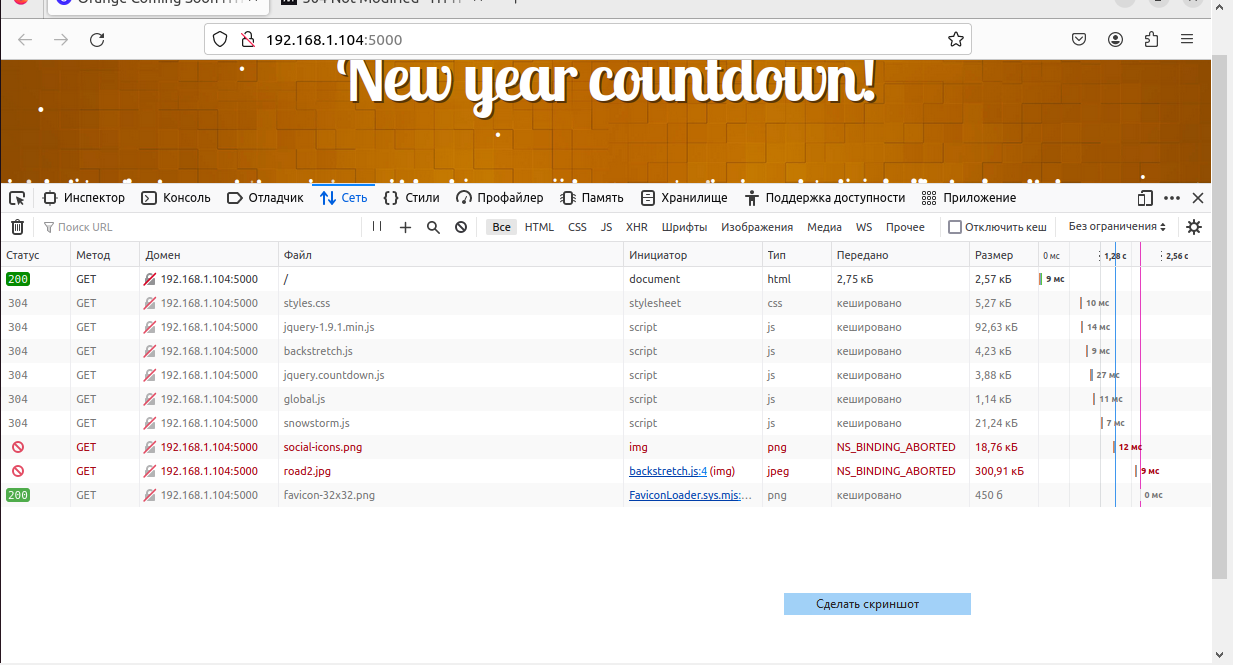 Orange Coming Soon
304 Not Modified - HTTP
192.168.1.104:5000
New year countdown!
Инспектор Консоль Отладчик Сеть Стили Профайлер Память Хранилище Поддержка доступности Приложение
Поиск URL Все HTML CSS JS XHR Шрифты Изображения Медиа WS Прочее Отключить кеш Без ограничения
Статус Метод Домен Файл Инициатор Тип Передано Размер 0 мс 1,28 с 2,56 с
200 GET 192.168.1.104:5000 / document html 2,75 кБ 2,57 кБ 9 мс
304 GET 192.168.1.104:5000 styles.css stylesheet css кешировано 5,27 кБ 10 мс
304 GET 192.168.1.104:5000 jquery-1.9.1.min.js script js кешировано 92,63 кБ 14 мс
304 GET 192.168.1.104:5000 backstretch.js script js кешировано 4,23 кБ 9 мс
304 GET 192.168.1.104:5000 jquery.countdown.js script js кешировано 3,88 кБ 27 мс
304 GET 192.168.1.104:5000 global.js script js кешировано 1,14 кБ 11 мс
304 GET 192.168.1.104:5000 snowstorm.js script js кешировано 21,24 кБ 7 мс
GET 192.168.1.104:5000 social-icons.png img png NS_BINDING_ABORTED 18,76 кБ 12 мс
GET 192.168.1.104:5000 road2.jpg backstretch.js:4 (img) jpeg NS_BINDING_ABORTED 300,91 кБ 9 мс
200 GET 192.168.1.104:5000 favicon-32x32.png FaviconLoader.sys.mjs:… png кешировано 450 б 0 мс
Сделать скриншот